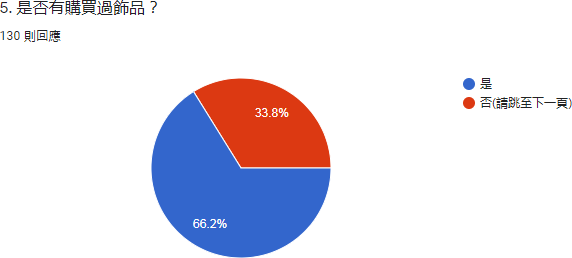 5. 是否有購買過飾品？
130 則回應
是
否(請跳至下一頁)
33.8%
66.2%